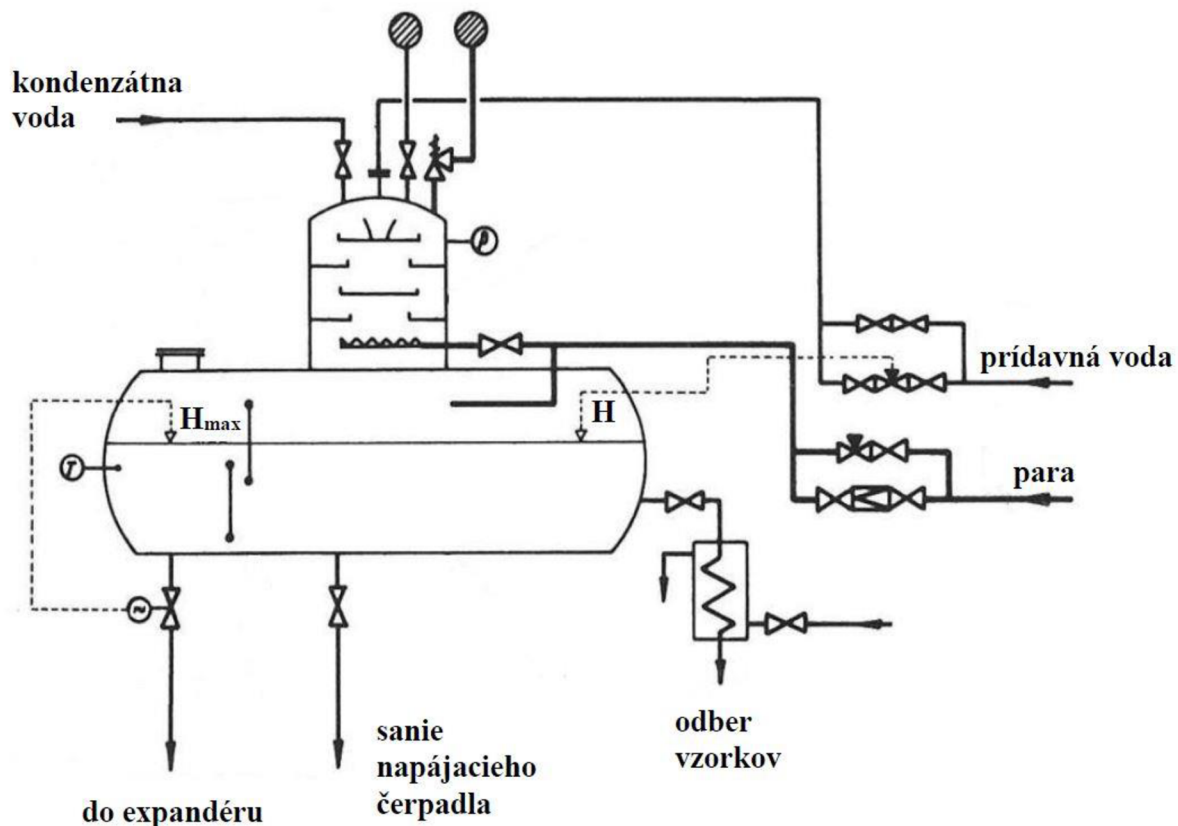 kondenzátna
voda
p
prídavná voda
H
Hmax
T
para
~
odber
vzorkov
sanie
napájacieho
čerpadla
do expandéru